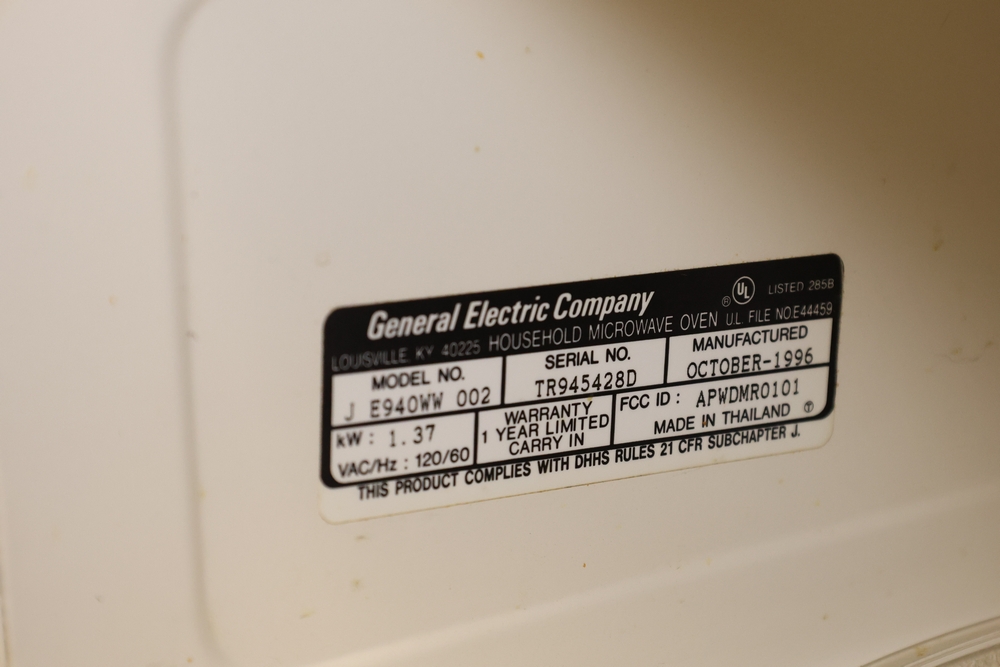 General Electric Company ® UL LISTED 285B
LOUISVILLE, KY 40225 HOUSEHOLD MICROWAVE OVEN U.L. FILE NO.E44459
MODEL NO.
J E940WW 002
SERIAL NO.
TR945428D
MANUFACTURED
OCTOBER-1996
kW : 1.37
VAC/Hz : 120/60
WARRANTY
1 YEAR LIMITED
CARRY IN
FCC ID : APWDMR0101
MADE IN THAILAND T
THIS PRODUCT COMPLIES WITH DHHS RULES 21 CFR SUBCHAPTER J.